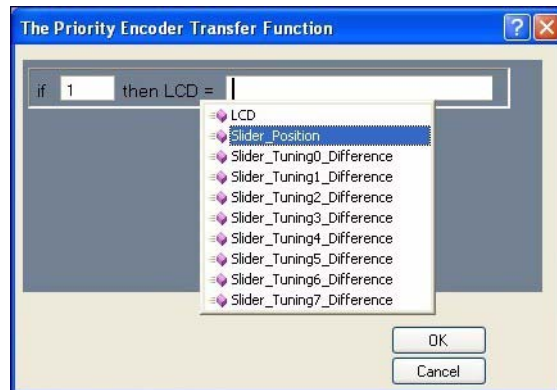 The Priority Encoder Transfer Function
if 1 then LCD =
LCD
Slider_Position
Slider_Tuning0_Difference
Slider_Tuning1_Difference
Slider_Tuning2_Difference
Slider_Tuning3_Difference
Slider_Tuning4_Difference
Slider_Tuning5_Difference
Slider_Tuning6_Difference
Slider_Tuning7_Difference
OK
Cancel